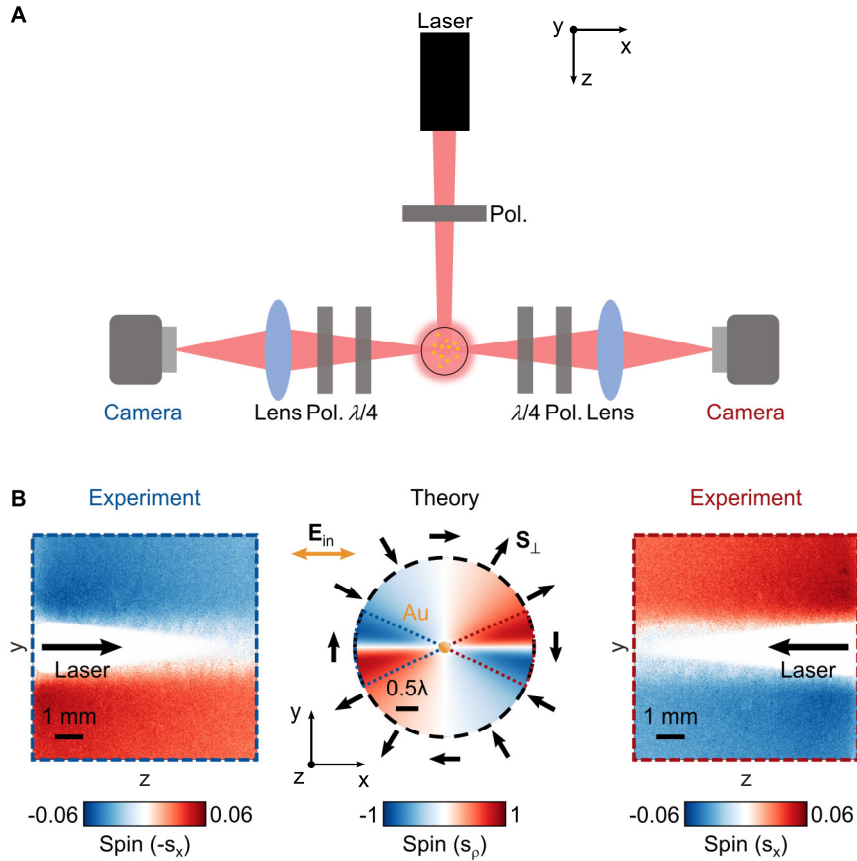 A
Laser
y
x
z
Pol.
Camera
Lens Pol. λ/4
λ/4 Pol. Lens
Camera
B
Experiment
Theory
Experiment
E_in
S_⊥
Au
y
Laser
1 mm
z
0.5λ
y
z
x
y
Laser
1 mm
z
-0.06 0.06
Spin (-s_x)
-1 1
Spin (s_ρ)
-0.06 0.06
Spin (s_x)